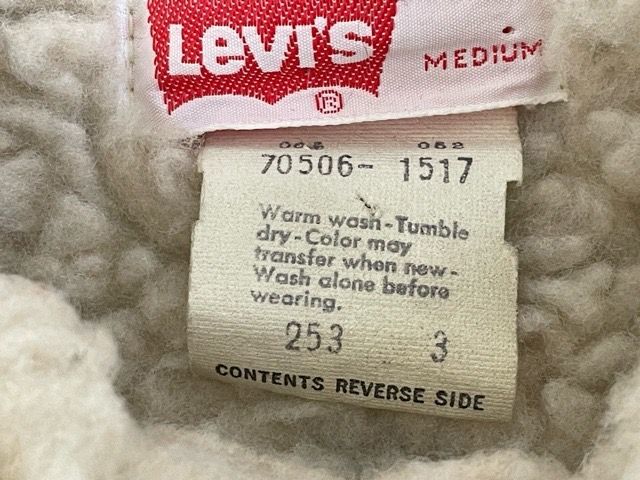 Levi's
MEDIUM
®
052
70506- 1517
Warm wash-Tumble
dry-Color may
transfer when new-
Wash alone before
wearing.
253 3
CONTENTS REVERSE SIDE